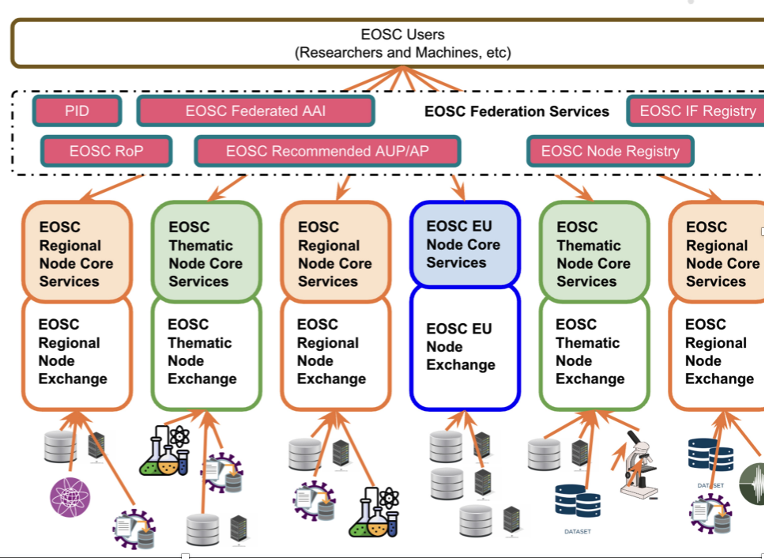 EOSC Users
(Researchers and Machines, etc)
PID
EOSC Federated AAI
EOSC Federation Services
EOSC IF Registry
EOSC RoP
EOSC Recommended AUP/AP
EOSC Node Registry
EOSC
Regional
Node Core
Services
EOSC
Thematic
Node Core
Services
EOSC
Regional
Node Core
Services
EOSC EU
Node Core
Services
EOSC
Thematic
Node Core
Services
EOSC
Regional
Node Core
Services
EOSC
Regional
Node
Exchange
EOSC
Thematic
Node
Exchange
EOSC
Regional
Node
Exchange
EOSC EU
Node
Exchange
EOSC
Thematic
Node
Exchange
EOSC
Regional
Node
Exchange
DATASET
DATASET